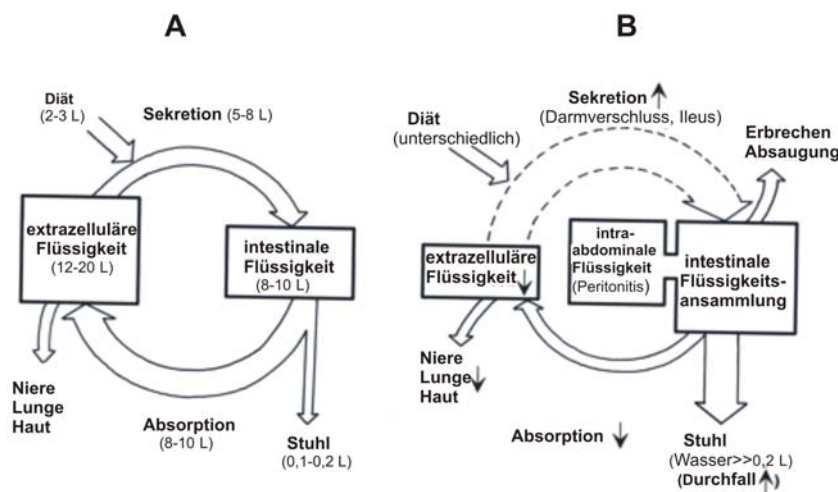 A
Diät
(2-3 L)
Sekretion (5-8 L)
extrazelluläre
Flüssigkeit
(12-20 L)
intestinale
Flüssigkeit
(8-10 L)
Niere
Lunge
Haut
Absorption
(8-10 L)
Stuhl
(0,1-0,2 L)
B
Diät
(unterschiedlich)
Sekretion
(Darmverschluss, Ileus)
Erbrechen
Absaugung
extrazelluläre
Flüssigkeit
intra-
abdominale
Flüssigkeit
(Peritonitis)
intestinale
Flüssigkeits-
ansammlung
Niere
Lunge
Haut
Absorption
Stuhl
(Wasser>>0,2 L)
(Durchfall )